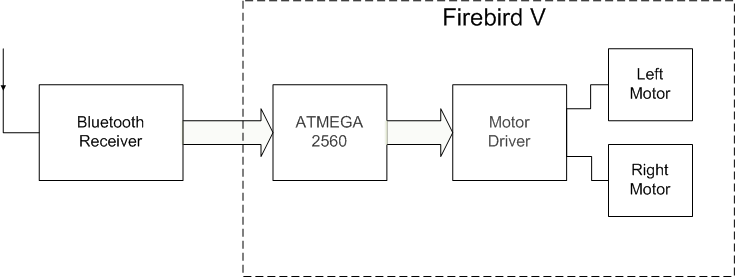 Firebird V
Bluetooth
Receiver
ATMEGA
2560
Motor
Driver
Left
Motor
Right
Motor